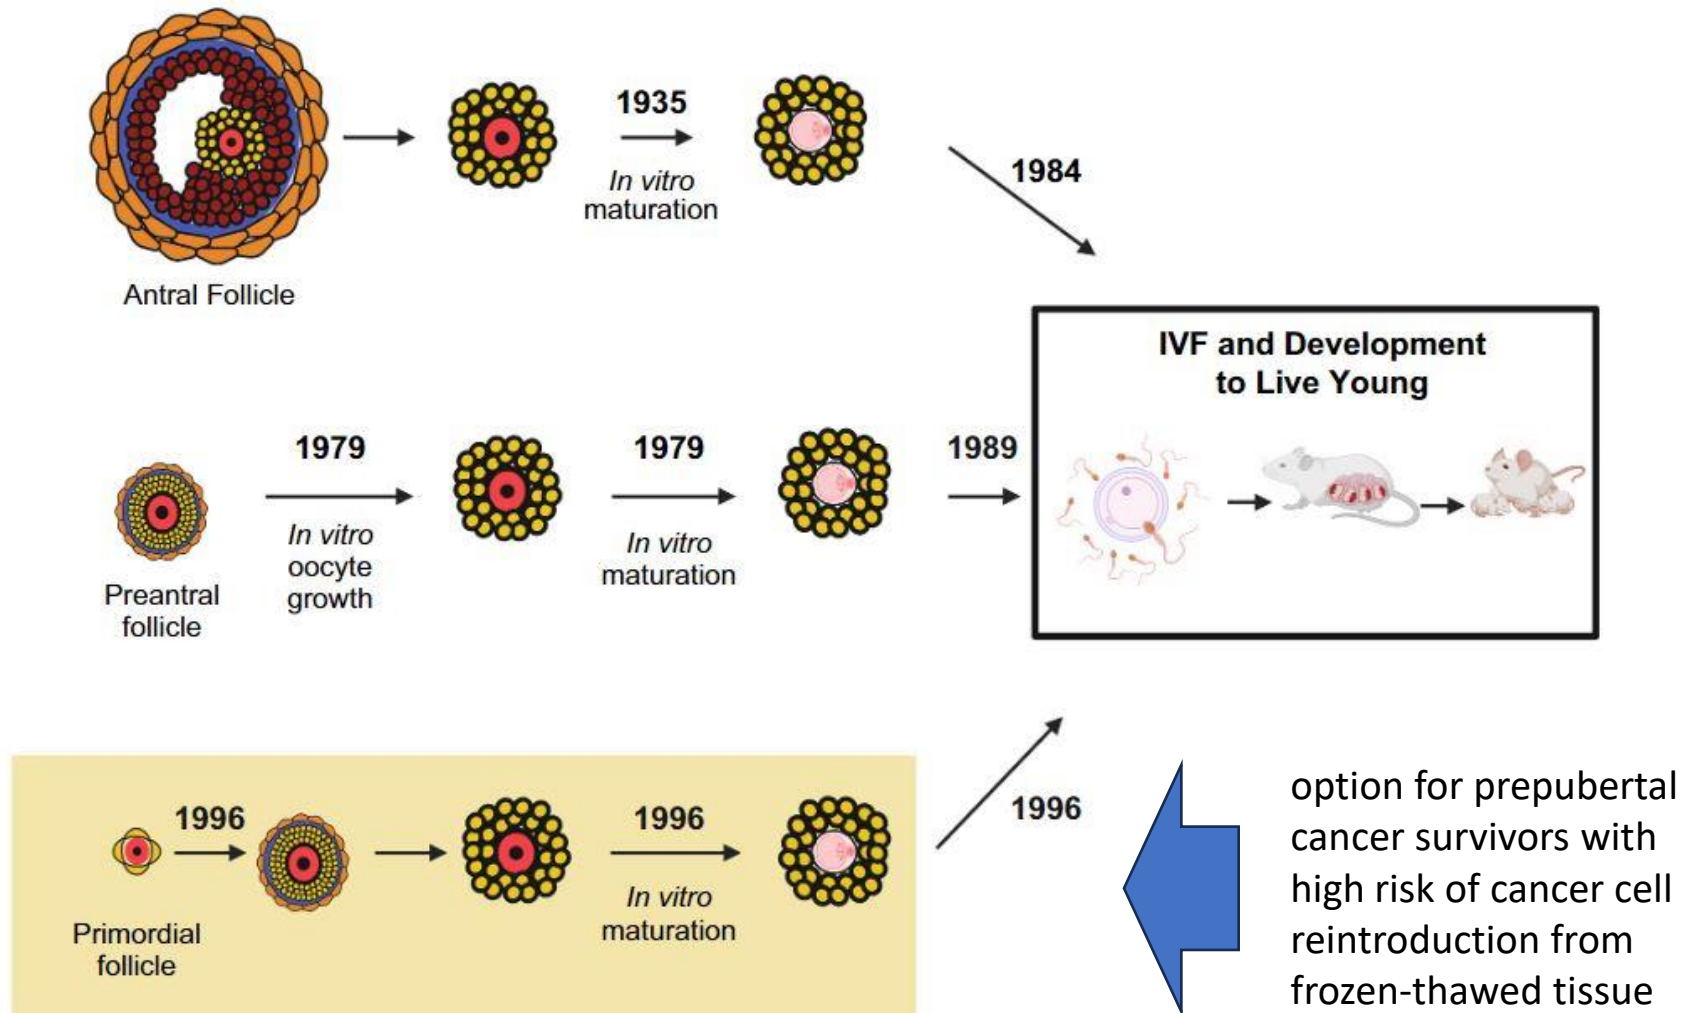 1935
In vitro
maturation
1984
Antral Follicle
IVF and Development
to Live Young
1979
In vitro
oocyte
growth
1979
In vitro
maturation
1989
Preantral
follicle
1996
1996
In vitro
maturation
1996
Primordial
follicle
option for prepubertal
cancer survivors with
high risk of cancer cell
reintroduction from
frozen-thawed tissue